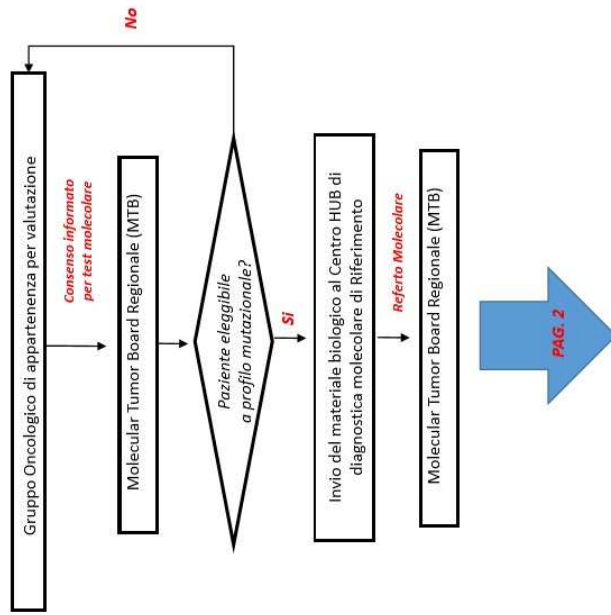 Gruppo Oncologico di appartenenza per valutazione
Consenso informato
per test molecolare
Molecular Tumor Board Regionale (MTB)
Paziente eleggibile
a profilo mutazionale?
No
Si
Invio del materiale biologico al Centro HUB di
diagnostica molecolare di Riferimento
Referto Molecolare
Molecular Tumor Board Regionale (MTB)
PAG. 2